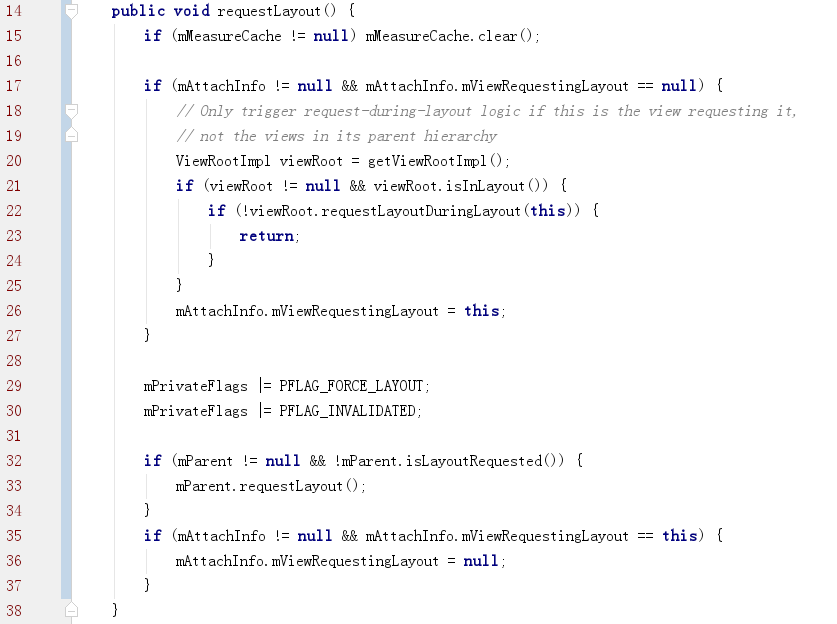 14 public void requestLayout() {
15 if (mMeasureCache != null) mMeasureCache.clear();
16
17 if (mAttachInfo != null && mAttachInfo.mViewRequestingLayout == null) {
18 // Only trigger request-during-layout logic if this is the view requesting it,
19 // not the views in its parent hierarchy
20 ViewRootImpl viewRoot = getViewRootImpl();
21 if (viewRoot != null && viewRoot.isInLayout()) {
22 if (!viewRoot.requestLayoutDuringLayout(this)) {
23 return;
24 }
25 }
26 mAttachInfo.mViewRequestingLayout = this;
27 }
28
29 mPrivateFlags |= PFLAG_FORCE_LAYOUT;
30 mPrivateFlags |= PFLAG_INVALIDATED;
31
32 if (mParent != null && !mParent.isLayoutRequested()) {
33 mParent.requestLayout();
34 }
35 if (mAttachInfo != null && mAttachInfo.mViewRequestingLayout == this) {
36 mAttachInfo.mViewRequestingLayout = null;
37 }
38 }